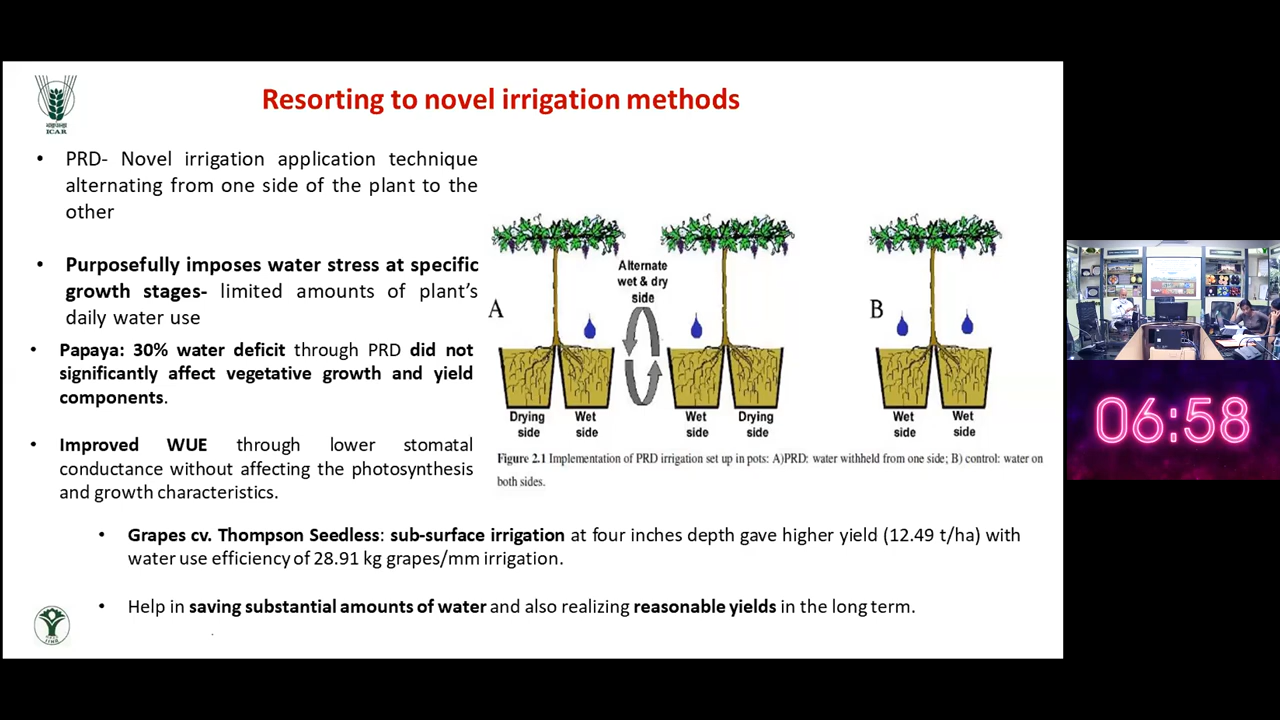 Resorting to novel irrigation methods
ICAR
• PRD- Novel irrigation application technique
alternating from one side of the plant to the
other
• Purposefully imposes water stress at specific
growth stages- limited amounts of plant's
daily water use
• Papaya: 30% water deficit through PRD did not
significantly affect vegetative growth and yield
components.
• Improved WUE through lower stomatal
conductance without affecting the photosynthesis
and growth characteristics.
A
Alternate
wet & dry
side
B
Drying
side
Wet
side
Wet
side
Drying
side
Wet
side
Wet
side
Figure 2.1 Implementation of PRD irrigation set up in pots: A)PRD: water withheld from one side; B) control: water on
both sides.
• Grapes cv. Thompson Seedless: sub-surface irrigation at four inches depth gave higher yield (12.49 t/ha) with
water use efficiency of 28.91 kg grapes/mm irrigation.
• Help in saving substantial amounts of water and also realizing reasonable yields in the long term.
06:58